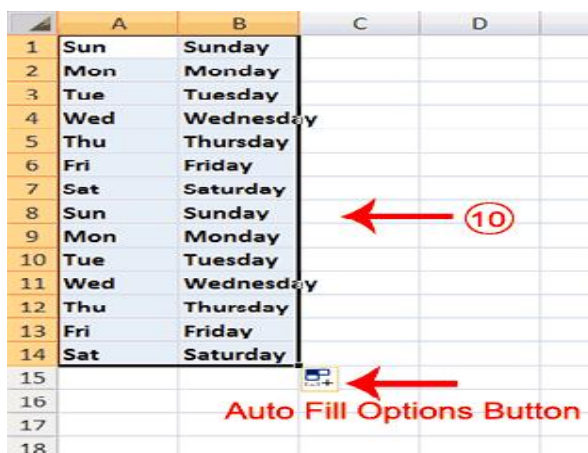 A B C D
1 Sun Sunday
2 Mon Monday
3 Tue Tuesday
4 Wed Wednesday
5 Thu Thursday
6 Fri Friday
7 Sat Saturday
8 Sun Sunday
9 Mon Monday
10 Tue Tuesday
11 Wed Wednesday
12 Thu Thursday
13 Fri Friday
14 Sat Saturday
10
15
16
17
18
Auto Fill Options Button